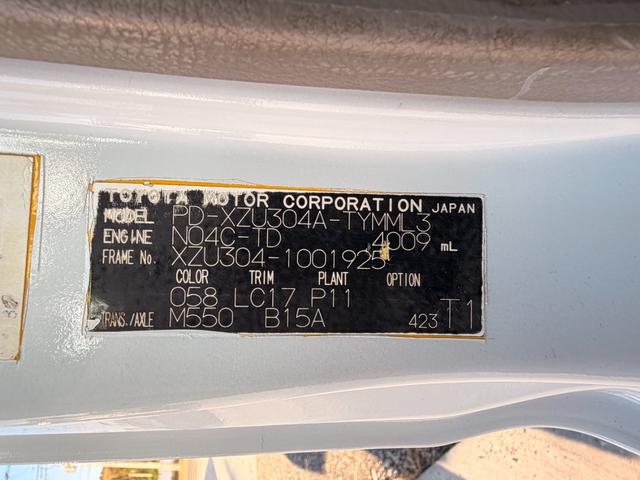 TOYOTA MOTOR CORPORATION JAPAN
MODEL PD-XZU304A-TYMML3
ENGINE N04C-TD 4009 mL
FRAME No. XZU304-1001925
COLOR TRIM PLANT OPTION
058 LC17 P11
TRANS./AXLE M550 B15A 423 T1